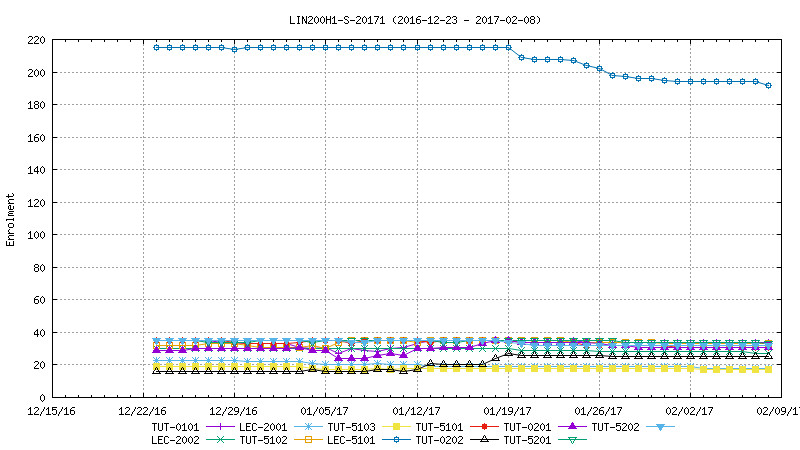 LIN200H1-S-20171 (2016-12-23 - 2017-02-08)
220
200
180
160
140
120
100
80
60
40
20
0
Enrolment
12/15/16 12/22/16 12/29/16 01/05/17 01/12/17 01/19/17 01/26/17 02/02/17 02/09/17
TUT-0101 LEC-2001 TUT-5103 TUT-5101 TUT-0201 TUT-5202
LEC-2002 TUT-5102 LEC-5101 TUT-0202 TUT-5201